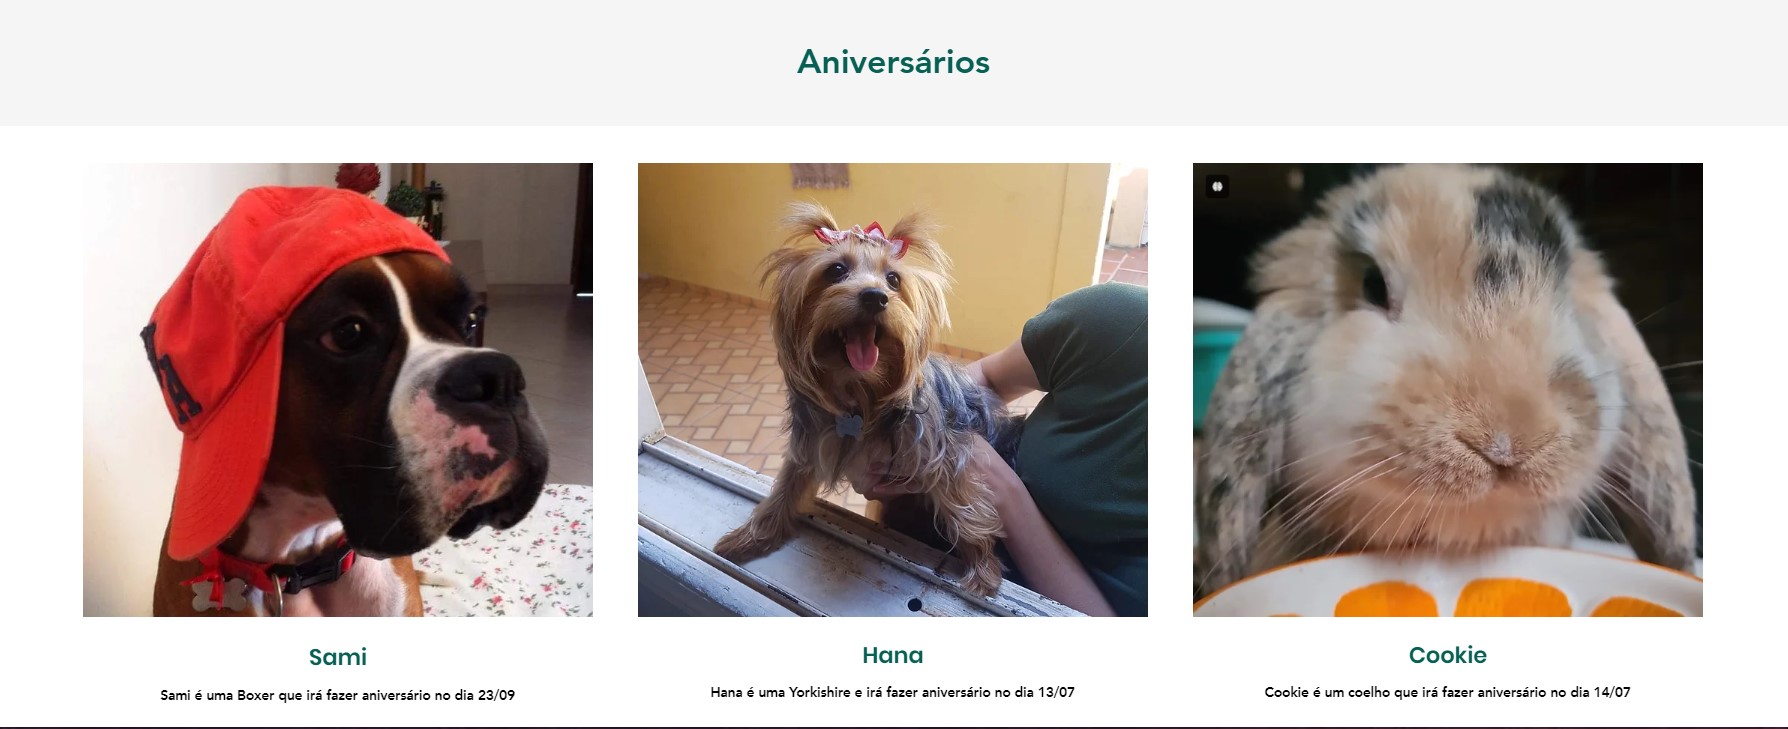 Aniversários
Sami
Sami é uma Boxer que irá fazer aniversário no dia 23/09
Hana
Hana é uma Yorkishire e irá fazer aniversário no dia 13/07
Cookie
Cookie é um coelho que irá fazer aniversário no dia 14/07